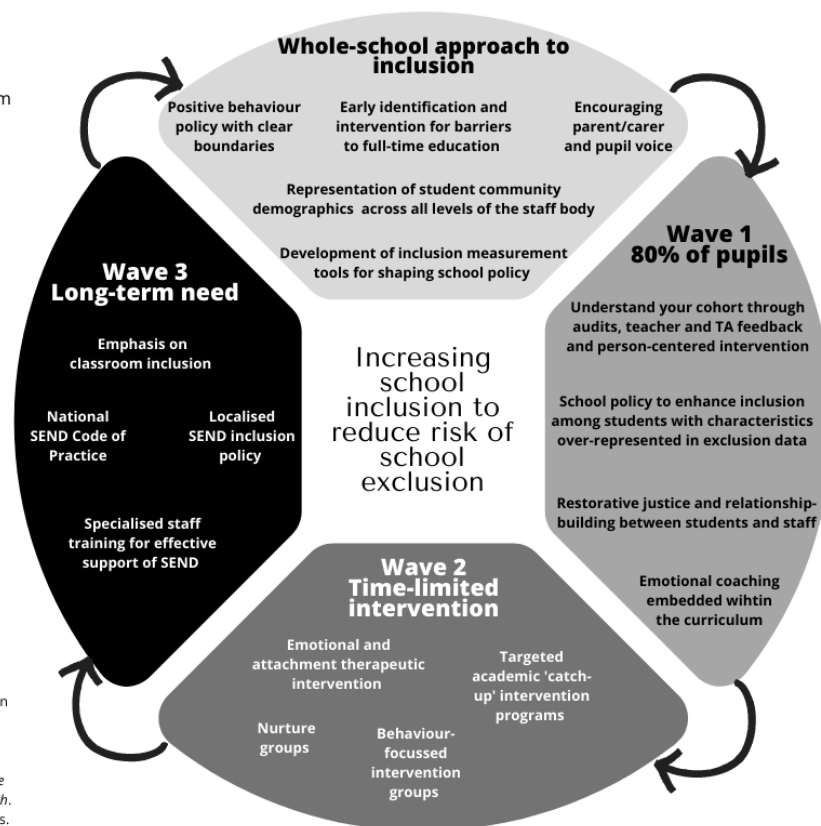 Whole-school approach to
inclusion
Positive behaviour
policy with clear
boundaries
Early identification and
intervention for barriers
to full-time education
Encouraging
parent/carer
and pupil voice
Representation of student community
demographics across all levels of the staff body
Development of inclusion measurement
tools for shaping school policy
Wave 1
80% of pupils
Understand your cohort through
audits, teacher and TA feedback
and person-centered intervention
School policy to enhance inclusion
among students with characteristics
over-represented in exclusion data
Restorative justice and relationship-
building between students and staff
Emotional coaching
embedded wihtin
the curriculum
Wave 2
Time-limited
intervention
Emotional and
attachment therapeutic
intervention
Targeted
academic 'catch-
up' intervention
programs
Nurture
groups
Behaviour-
focussed
intervention
groups
Wave 3
Long-term need
Emphasis on
classroom inclusion
National
SEND Code of
Practice
Localised
SEND inclusion
policy
Specialised staff
training for effective
support of SEND
Increasing
school
inclusion to
reduce risk of
school
exclusion